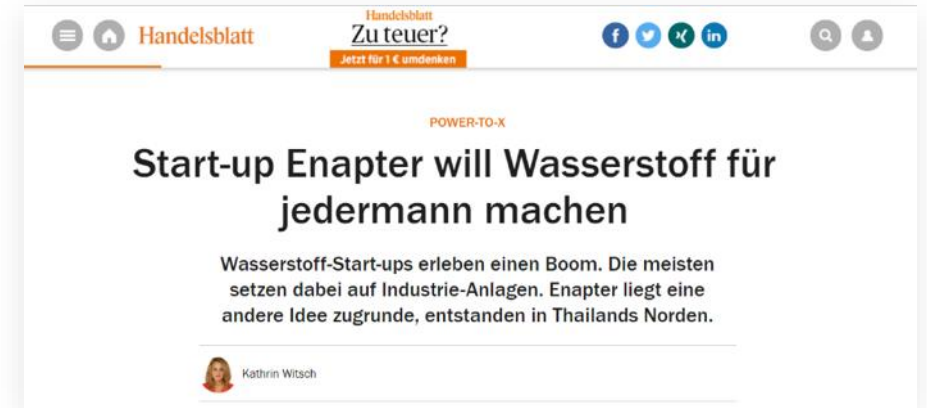 Handelsblatt
Handelsblatt
Zu teuer?
Jetzt für 1 € umdenken
POWER-TO-X
Start-up Enapter will Wasserstoff für
jedermann machen
Wasserstoff-Start-ups erleben einen Boom. Die meisten
setzen dabei auf Industrie-Anlagen. Enapter liegt eine
andere Idee zugrunde, entstanden in Thailands Norden.
Kathrin Witsch